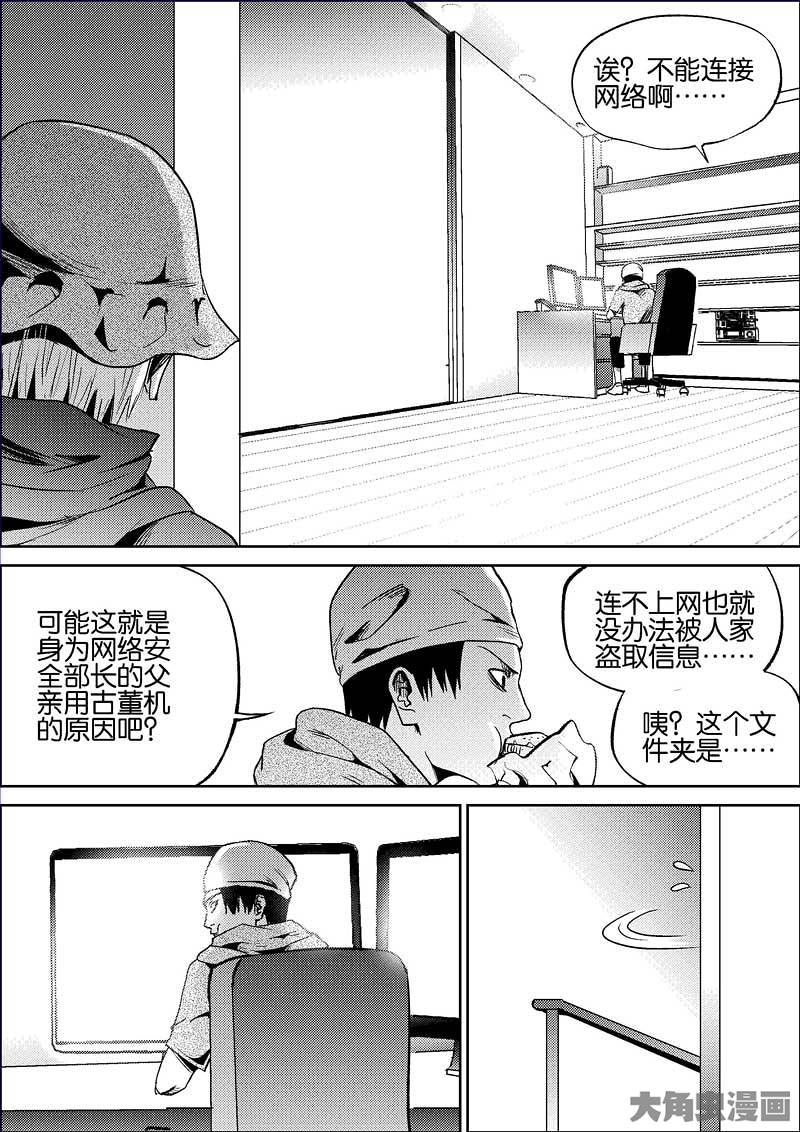 诶？不能连接
网络啊……
连不上网也就
没办法被人家
盗取信息……
咦？这个文
件夹是……
可能这就是
身为网络安
全部长的父
亲用古董机
的原因吧？
大角虫漫画